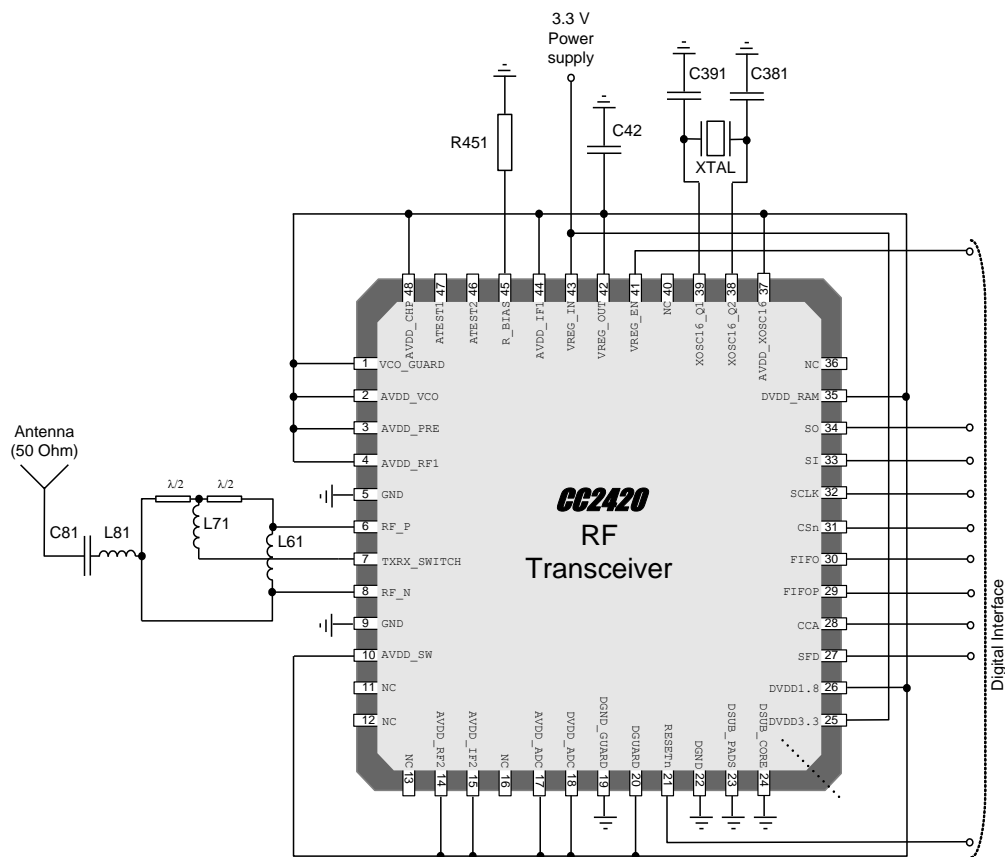 3.3 V
Power
supply
C391
C381
R451
C42
XTAL
48
47
46
45
44
43
42
41
40
39
38
37
AVDD_CHP
ATEST1
ATEST2
R_BIAS
AVDD_IF1
VREG_IN
VREG_OUT
VREG_EN
NC
XOSC16_Q1
XOSC16_Q2
AVDD_XOSC16
1 VCO_GUARD
2 AVDD_VCO
3 AVDD_PRE
4 AVDD_RF1
5 GND
6 RF_P
7 TXRX_SWITCH
8 RF_N
9 GND
10 AVDD_SW
11 NC
12 NC
Antenna
(50 Ohm)
λ/2
λ/2
C81
L81
L71
L61
CC2420
RF
Transceiver
NC 36
DVDD_RAM 35
SO 34
SI 33
SCLK 32
CSn 31
FIFO 30
FIFOP 29
CCA 28
SFD 27
DVDD1.8 26
DVDD3.3 25
Digital Interface
NC
AVDD_RF2
AVDD_IF2
NC
AVDD_ADC
DVDD_ADC
DGND_GUARD
DGUARD
RESETn
DGND
DSUB_PADS
DSUB_CORE
13
14
15
16
17
18
19
20
21
22
23
24